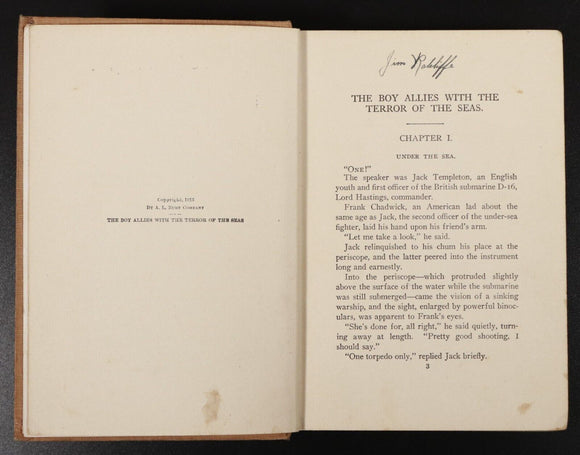 Copyright, 1915
By A. L. Burt Company
THE BOY ALLIES WITH THE TERROR OF THE SEAS
Jim Ratcliffe
THE BOY ALLIES WITH THE
TERROR OF THE SEAS.
CHAPTER I.
UNDER THE SEA.
"One!"
The speaker was Jack Templeton, an English
youth and first officer of the British submarine D-16,
Lord Hastings, commander.
Frank Chadwick, an American lad about the
same age as Jack, the second officer of the under-sea
fighter, laid his hand upon his friend's arm.
"Let me take a look," he said.
Jack relinquished to his chum his place at the
periscope, and the latter peered into the instrument
long and earnestly.
Into the periscope—which protruded slightly
above the surface of the water while the submarine
was still submerged—came the vision of a sinking
warship, and the sight, enlarged by powerful binoc-
ulars, was apparent to Frank's eyes.
"She's done for, all right," he said quietly, turn-
ing away at length. "Pretty good shooting, I
should say."
"One torpedo only," replied Jack briefly.
3